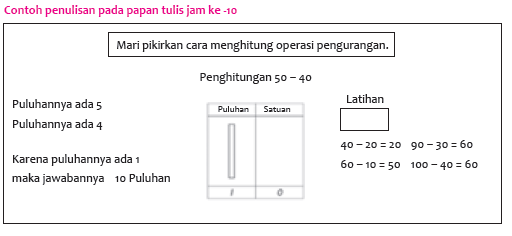 Contoh penulisan pada papan tulis jam ke -10
Mari pikirkan cara menghitung operasi pengurangan.
Penghitungan 50 – 40
Puluhannya ada 5
Puluhannya ada 4
Karena puluhannya ada 1
maka jawabannya 10 Puluhan
Puluhan Satuan
1 0
Latihan
40 – 20 = 20 90 – 30 = 60
60 – 10 = 50 100 – 40 = 60